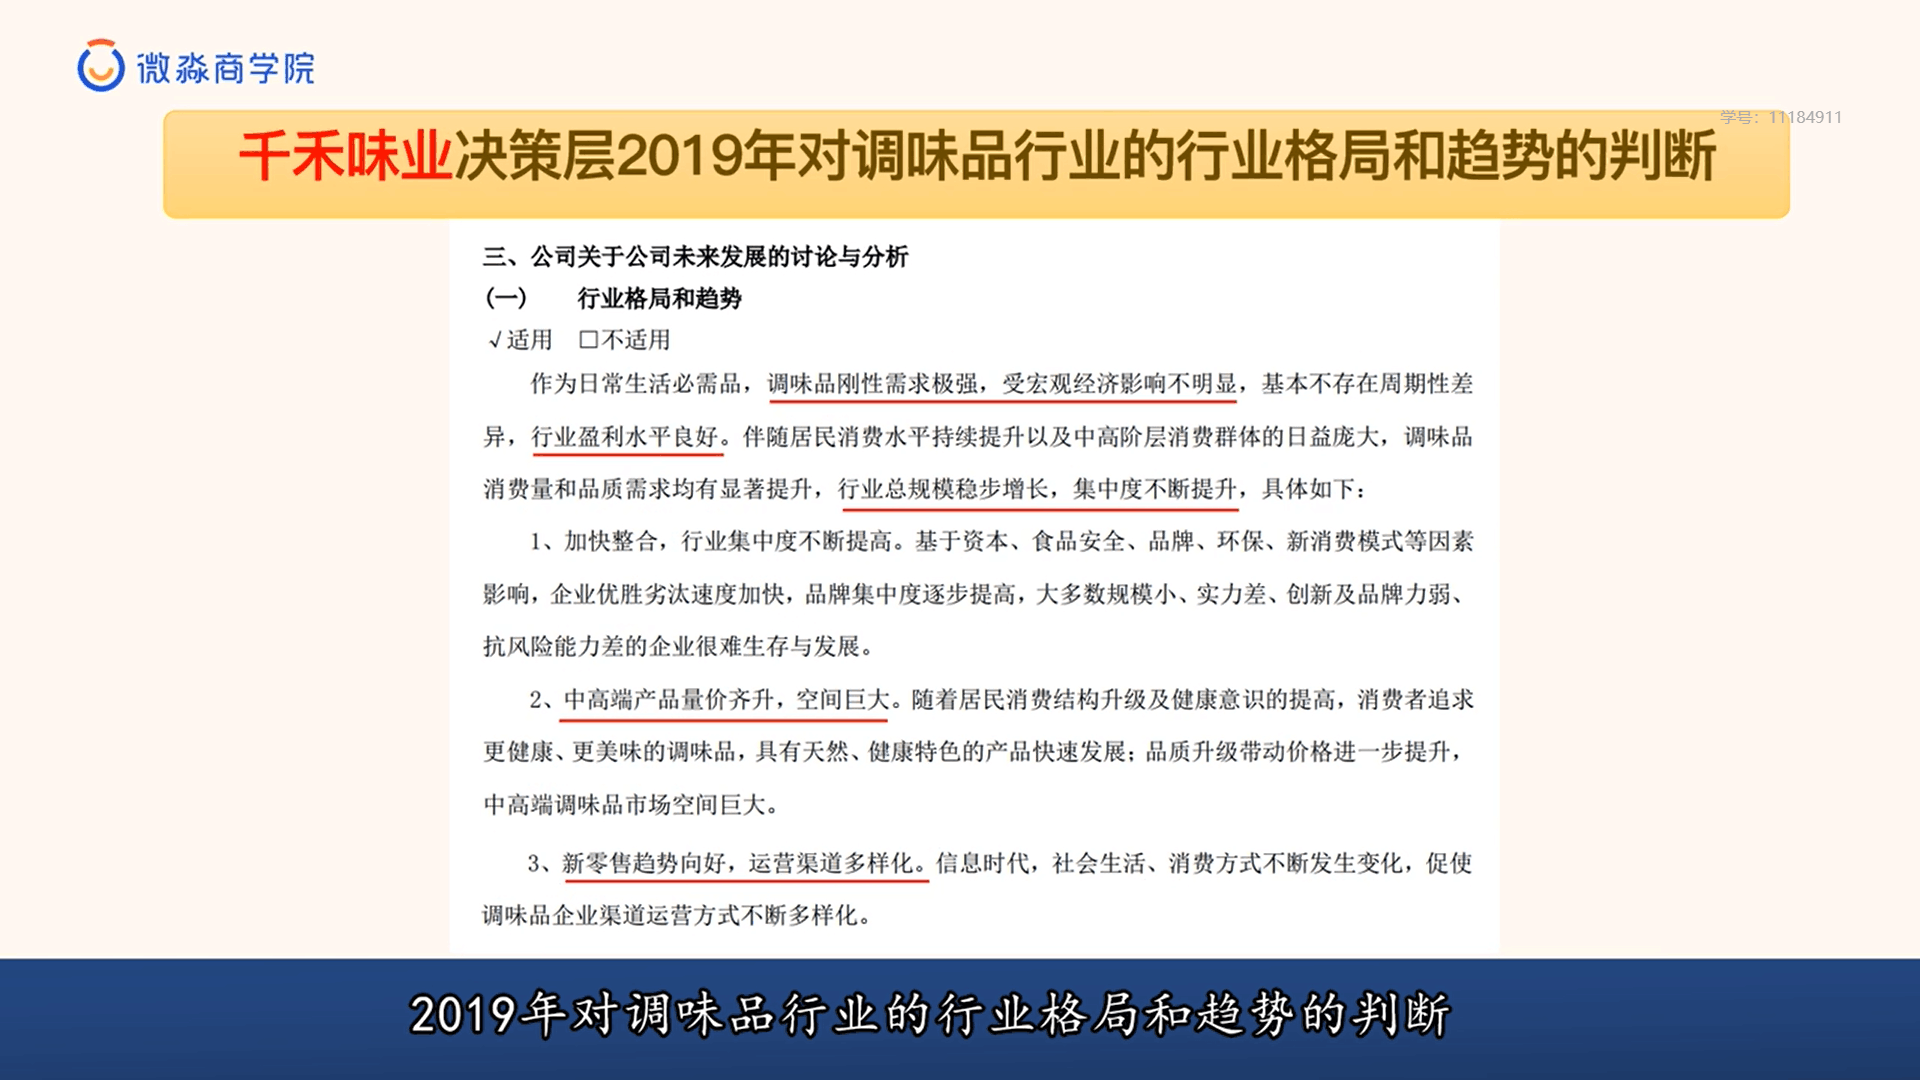 微淼商学院
学号：11184911
千禾味业决策层2019年对调味品行业的行业格局和趋势的判断
三、公司关于公司未来发展的讨论与分析
(一) 行业格局和趋势
√适用 □不适用
作为日常生活必需品，调味品刚性需求极强，受宏观经济影响不明显，基本不存在周期性差
异，行业盈利水平良好。伴随居民消费水平持续提升以及中高阶层消费群体的日益庞大，调味品
消费量和品质需求均有显著提升，行业总规模稳步增长，集中度不断提升，具体如下：
1、加快整合，行业集中度不断提高。基于资本、食品安全、品牌、环保、新消费模式等因素
影响，企业优胜劣汰速度加快，品牌集中度逐步提高，大多数规模小、实力差、创新及品牌力弱、
抗风险能力差的企业很难生存与发展。
2、中高端产品量价齐升，空间巨大。随着居民消费结构升级及健康意识的提高，消费者追求
更健康、更美味的调味品，具有天然、健康特色的产品快速发展；品质升级带动价格进一步提升，
中高端调味品市场空间巨大。
3、新零售趋势向好，运营渠道多样化。信息时代，社会生活、消费方式不断发生变化，促使
调味品企业渠道运营方式不断多样化。
2019年对调味品行业的行业格局和趋势的判断